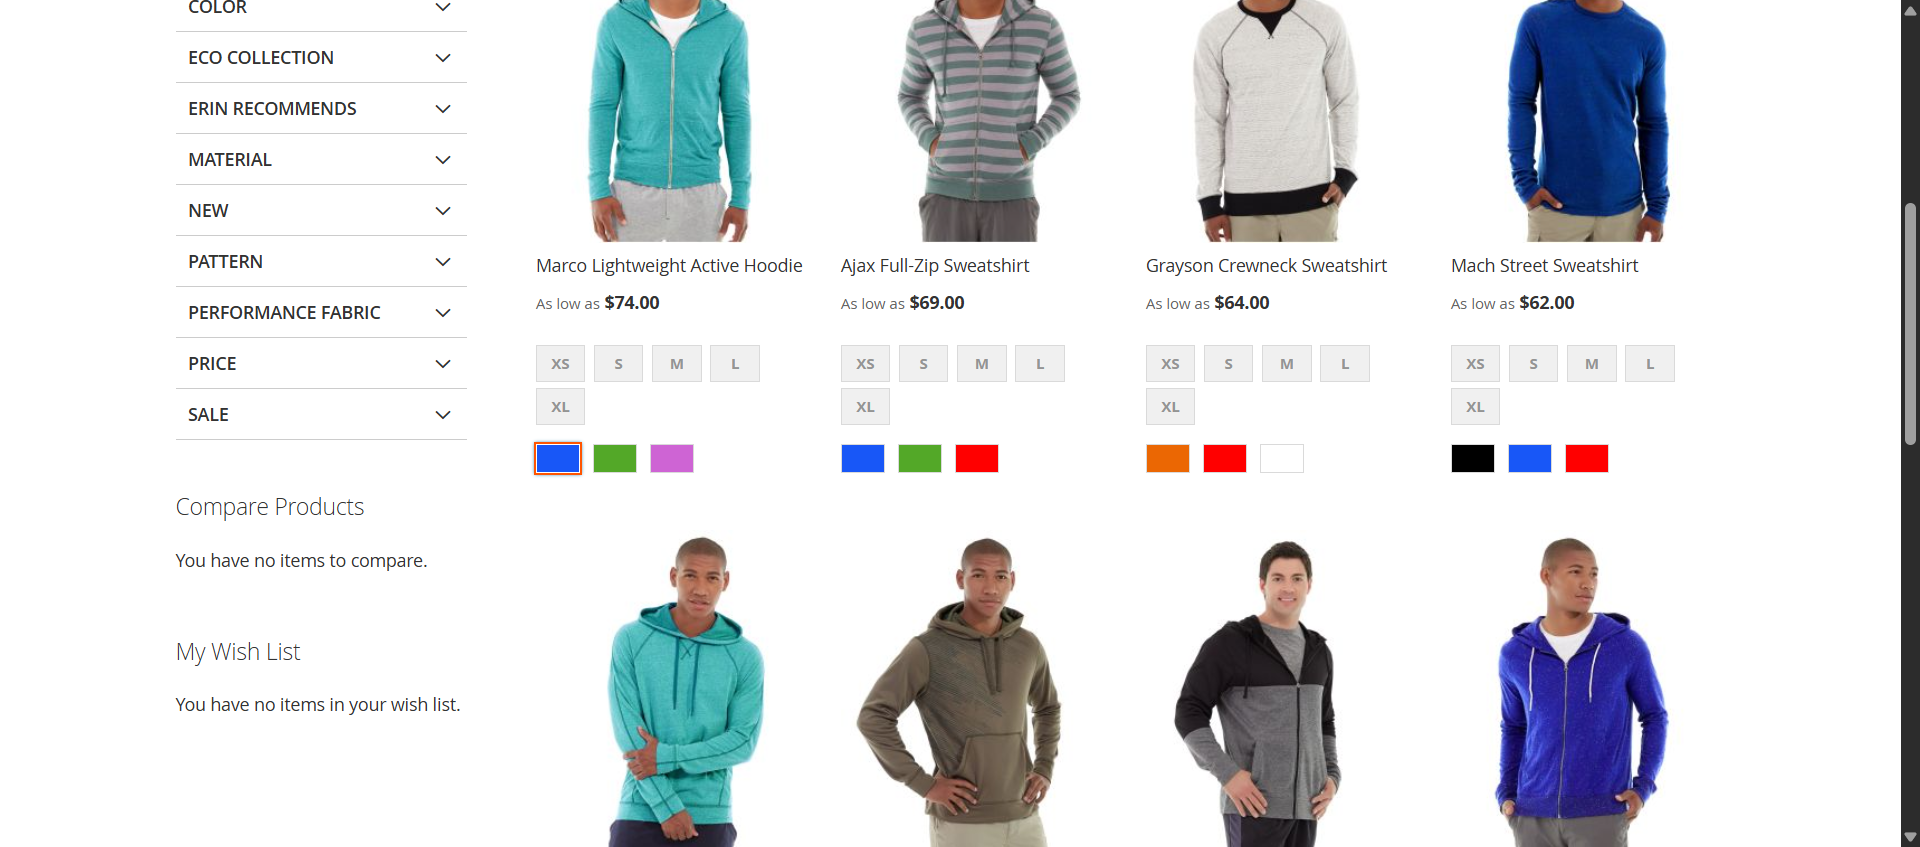 COLOR
ECO COLLECTION
ERIN RECOMMENDS
MATERIAL
NEW
PATTERN
PERFORMANCE FABRIC
PRICE
SALE
Compare Products
You have no items to compare.
My Wish List
You have no items in your wish list.
Marco Lightweight Active Hoodie
As low as $74.00
XS S M L
XL
Ajax Full-Zip Sweatshirt
As low as $69.00
XS S M L
XL
Grayson Crewneck Sweatshirt
As low as $64.00
XS S M L
XL
Mach Street Sweatshirt
As low as $62.00
XS S M L
XL